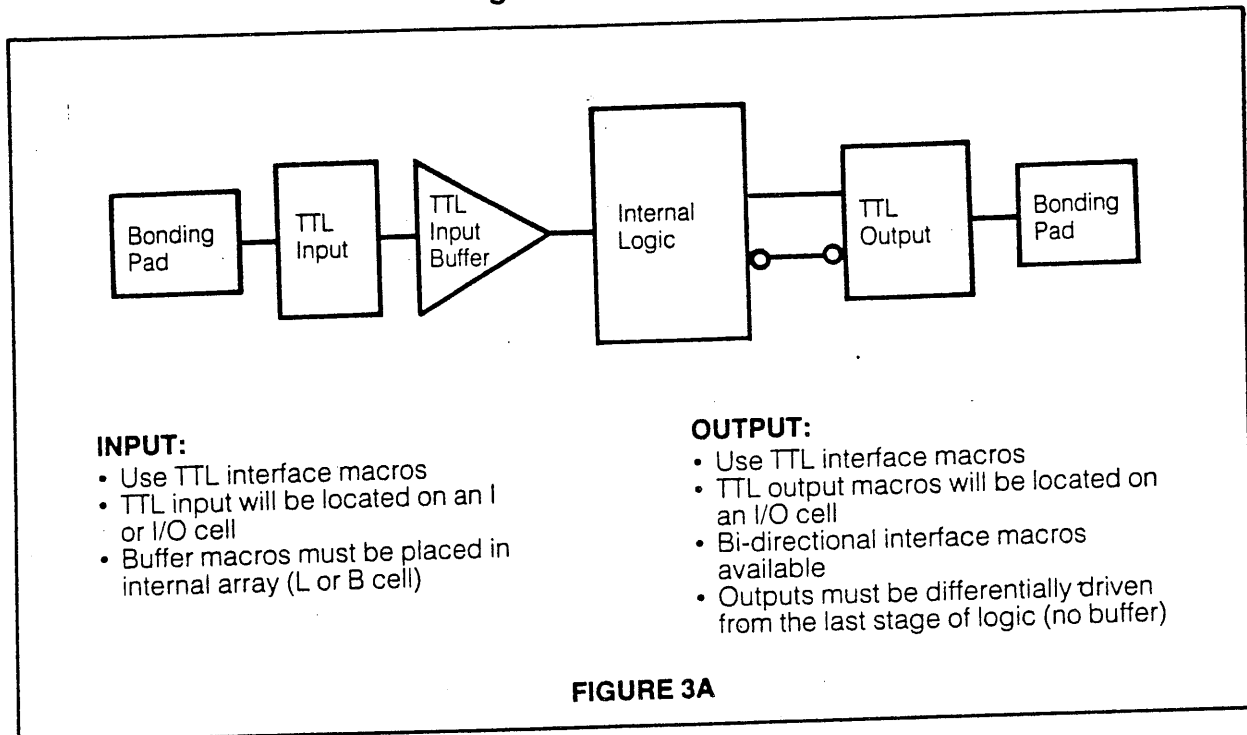 Bonding
Pad
TTL
Input
TTL
Input
Buffer
Internal
Logic
TTL
Output
Bonding
Pad
INPUT:
• Use TTL interface macros
• TTL input will be located on an I
or I/O cell
• Buffer macros must be placed in
internal array (L or B cell)
OUTPUT:
• Use TTL interface macros
• TTL output macros will be located on
an I/O cell
• Bi-directional interface macros
available
• Outputs must be differentially driven
from the last stage of logic (no buffer)
FIGURE 3A